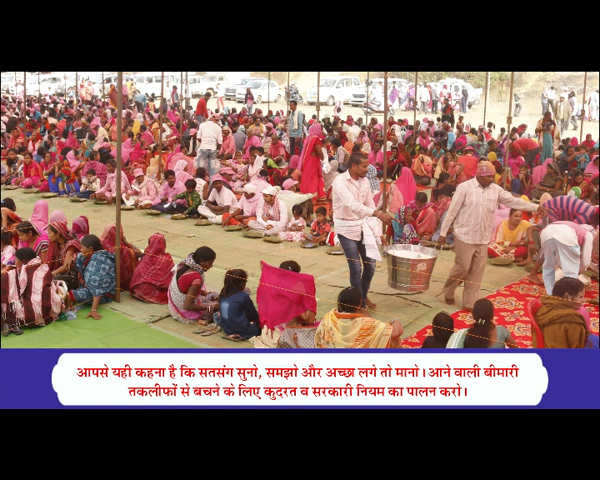 आपसे यही कहना है कि सतसंग सुनो, समझो और अच्छा लगे तो मानो। आने वाली बीमारी
तकलीफों से बचने के लिए कुदरत व सरकारी नियम का पालन करो।